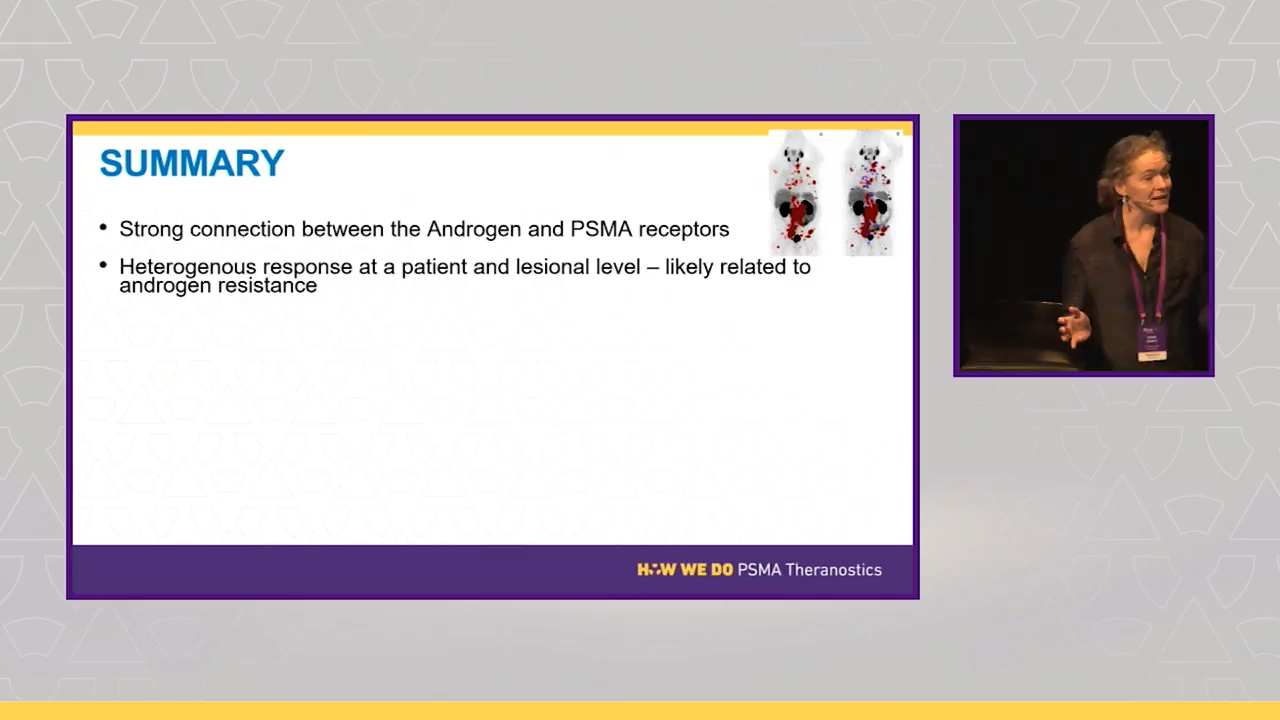 SUMMARY
• Strong connection between the Androgen and PSMA receptors
• Heterogenous response at a patient and lesional level – likely related to
androgen resistance
HOW WE DO PSMA Theranostics